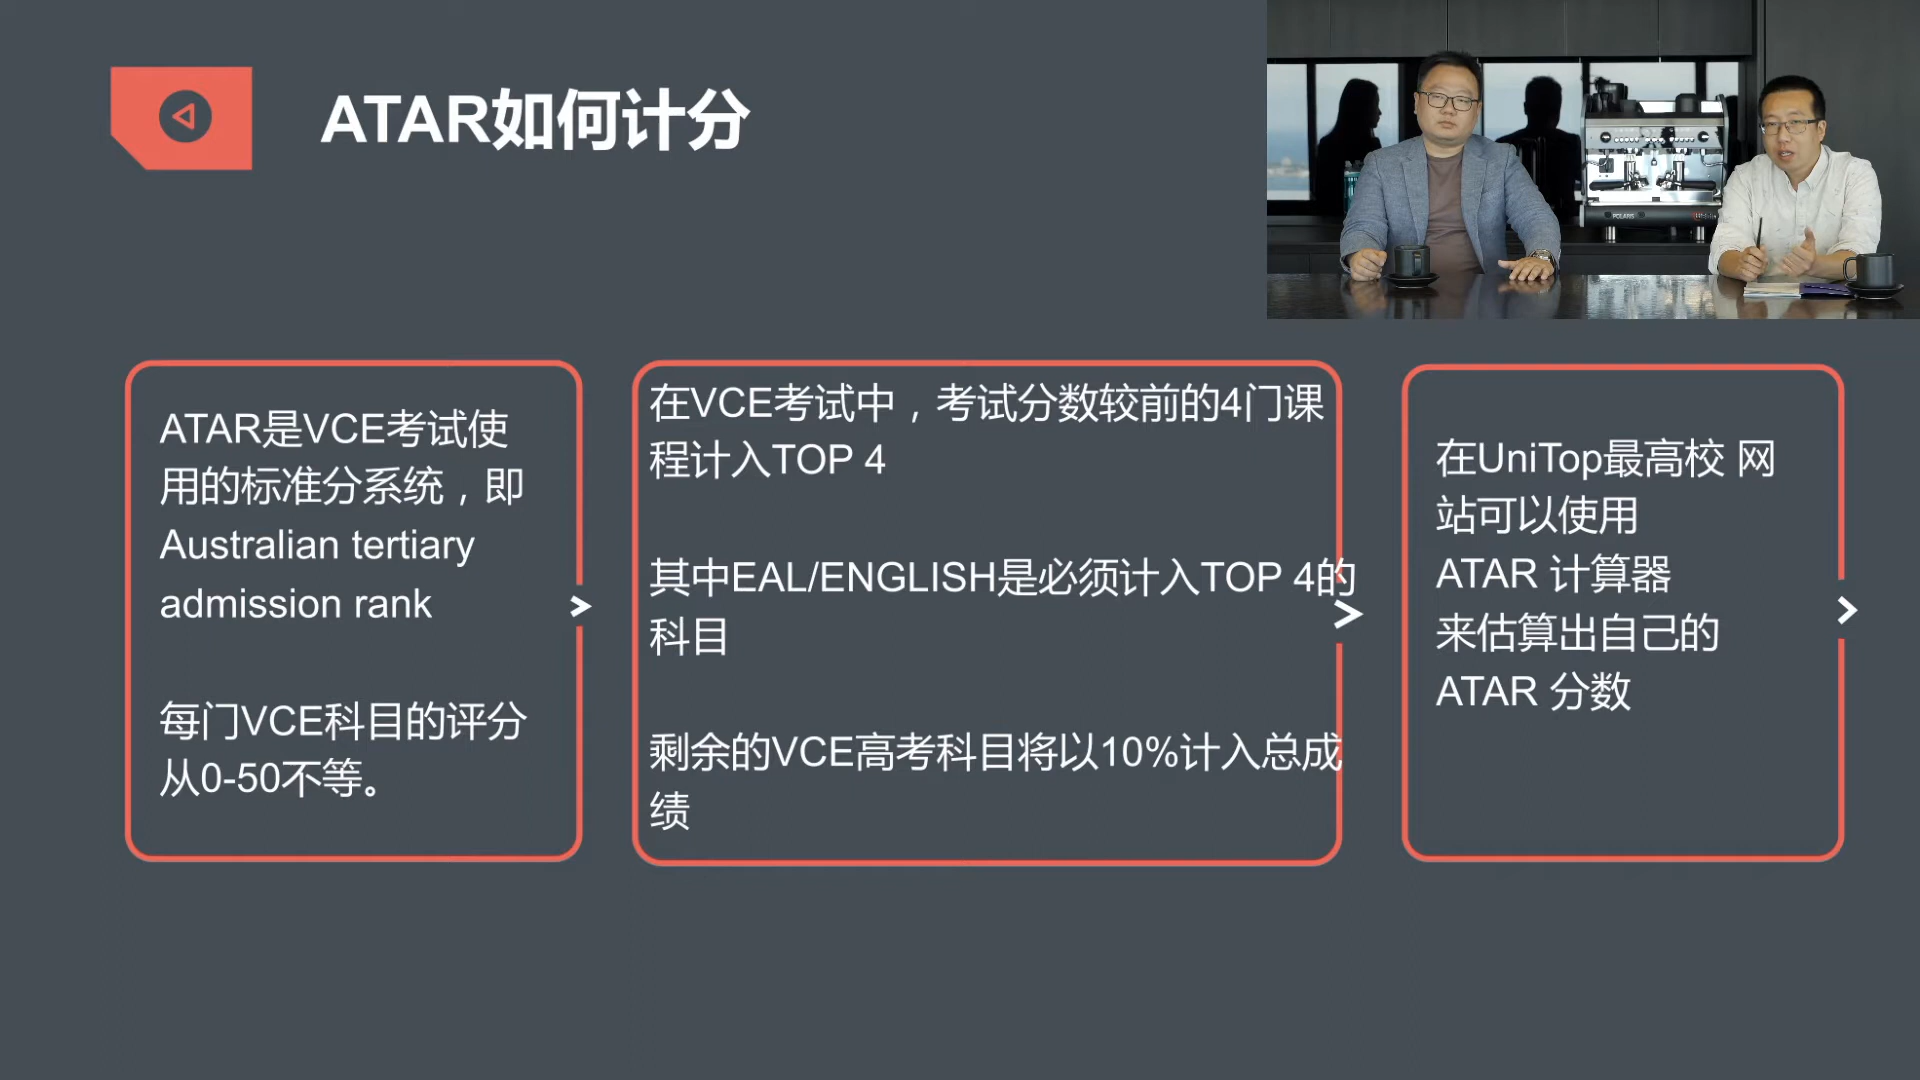 ATAR如何计分
POLARIS
ATAR是VCE考试使
用的标准分系统，即
Australian tertiary
admission rank
每门VCE科目的评分
从0-50不等。
在VCE考试中，考试分数较前的4门课
程计入TOP 4
其中EAL/ENGLISH是必须计入TOP 4的
科目
剩余的VCE高考科目将以10%计入总成
绩
在UniTop最高校 网
站可以使用
ATAR 计算器
来估算出自己的
ATAR 分数